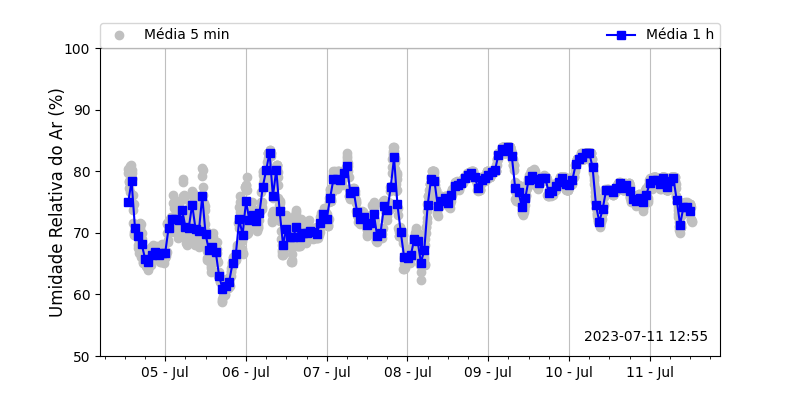 Média 5 min Média 1 h
100
90
80
70
60
50
Umidade Relativa do Ar (%)
2023-07-11 12:55
05 - Jul 06 - Jul 07 - Jul 08 - Jul 09 - Jul 10 - Jul 11 - Jul